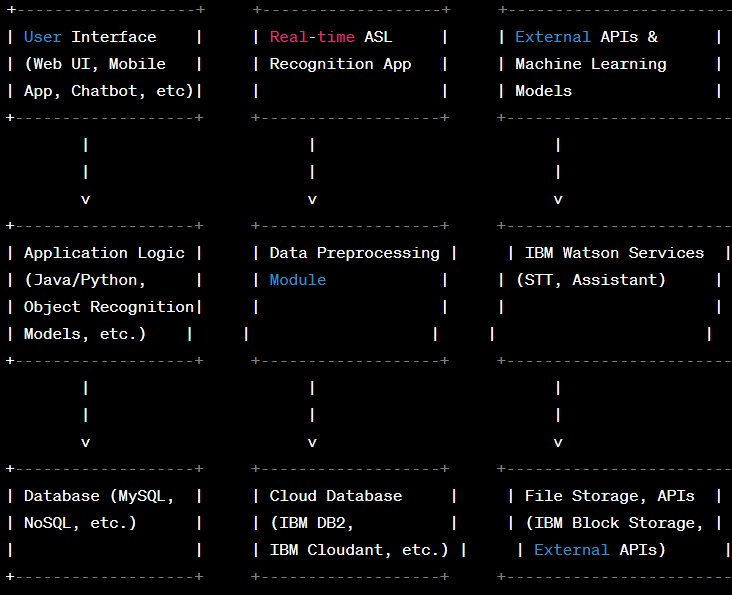 +-------------------+     +-------------------+     +------------------------
| User Interface    |     | Real-time ASL     |     | External APIs &      |
| (Web UI, Mobile   |     | Recognition App   |     | Machine Learning     |
| App, Chatbot, etc)|     |                   |     | Models               |
+-------------------+     +-------------------+     +------------------------
        |                       |                         |
        |                       |                         |
        v                       v                         v
+-------------------+     +-------------------+     +------------------------
| Application Logic |     | Data Preprocessing |     | IBM Watson Services  |
| (Java/Python,     |     | Module            |     | (STT, Assistant)     |
| Object Recognition|     |                   |     |                      |
| Models, etc.)    |     |                   |     |                      |
+-------------------+     +-------------------+     +------------------------
        |                       |                         |
        |                       |                         |
        v                       v                         v
+-------------------+     +-------------------+     +------------------------
| Database (MySQL,  |     | Cloud Database     |     | File Storage, APIs  |
| NoSQL, etc.)      |     | (IBM DB2,          |     | (IBM Block Storage, |
|                   |     | IBM Cloudant, etc.) |     | External APIs)      |
+-------------------+     +-------------------+     +------------------------